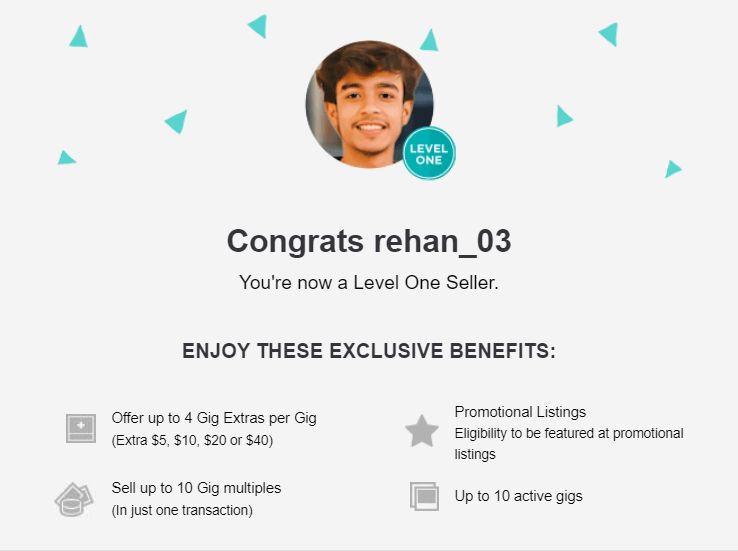 LEVEL
ONE
Congrats rehan_03
You're now a Level One Seller.
ENJOY THESE EXCLUSIVE BENEFITS:
Offer up to 4 Gig Extras per Gig
(Extra $5, $10, $20 or $40)
Promotional Listings
Eligibility to be featured at promotional
listings
Sell up to 10 Gig multiples
(In just one transaction)
Up to 10 active gigs